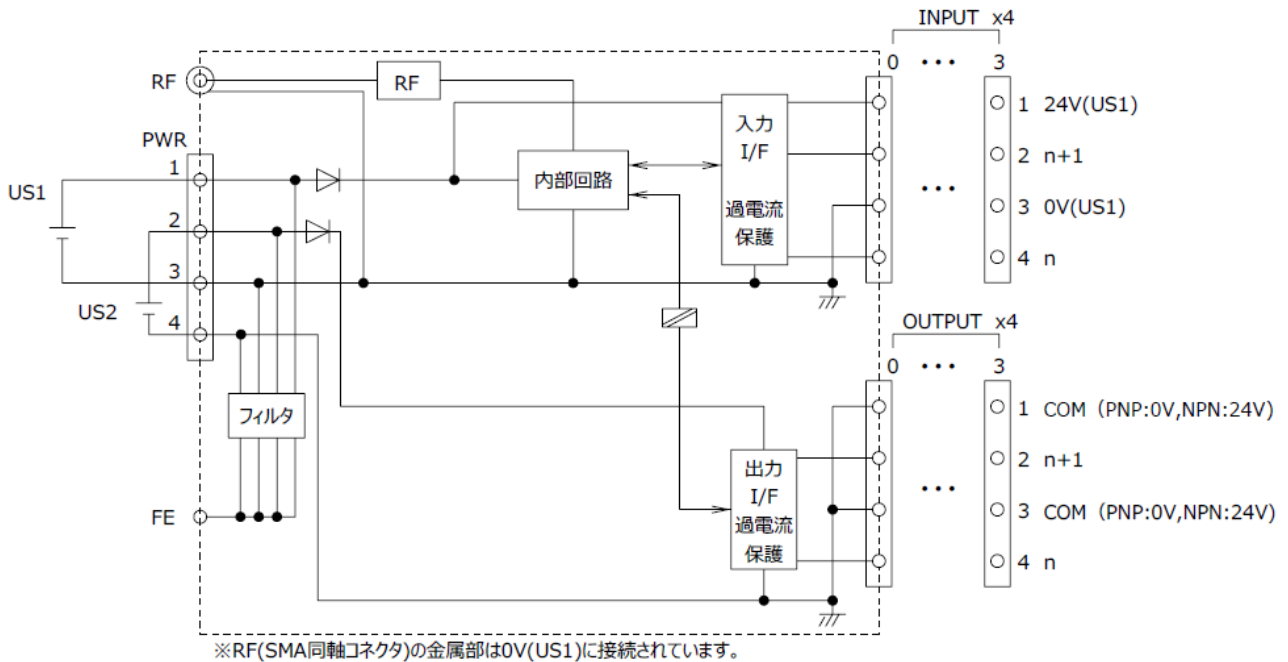 INPUT x4
0 ••• 3
RF
RF
PWR
1
2
3
4
US1
US2
内部回路
入力
I/F
過電流
保護
1 24V(US1)
2 n+1
••• 3 0V(US1)
4 n
OUTPUT x4
0 ••• 3
フィルタ
FE
出力
I/F
過電流
保護
1 COM（PNP:0V,NPN:24V)
2 n+1
•••
3 COM（PNP:0V,NPN:24V)
4 n
※RF(SMA同軸コネクタ)の金属部は0V(US1)に接続されています。